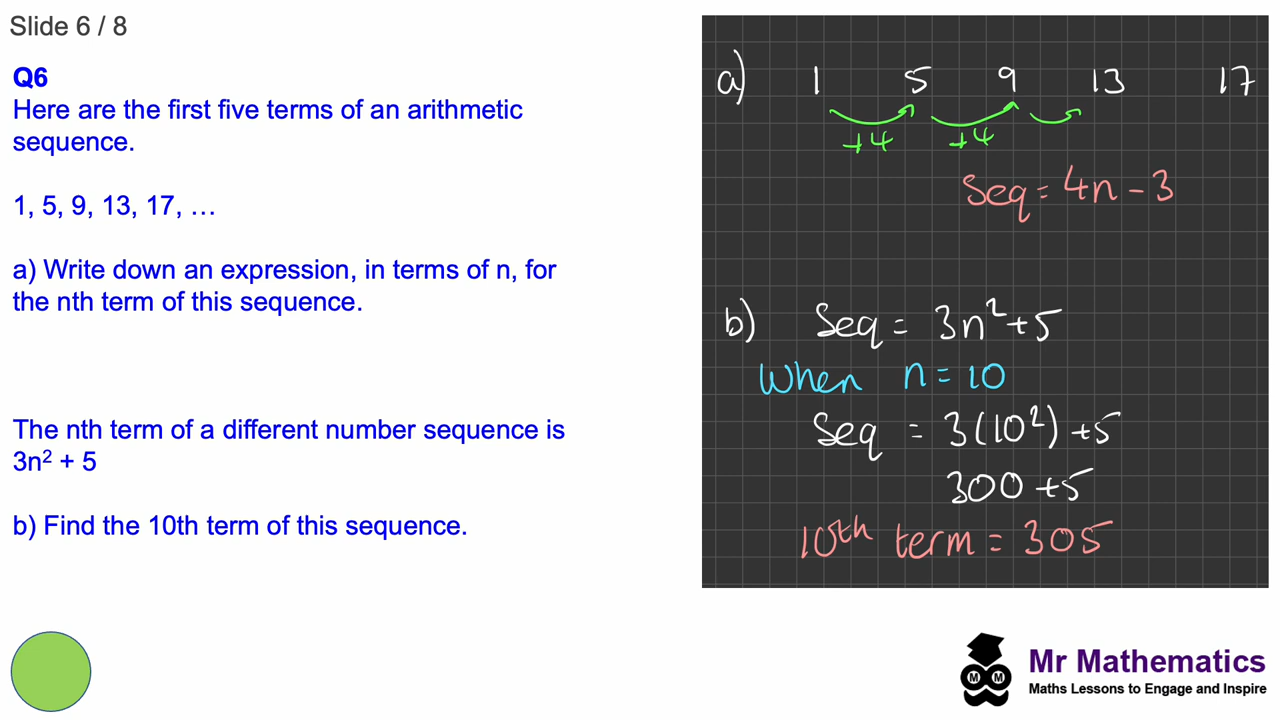 Slide 6 / 8
Q6
Here are the first five terms of an arithmetic
sequence.
1, 5, 9, 13, 17, …
a) Write down an expression, in terms of n, for
the nth term of this sequence.
The nth term of a different number sequence is
3n² + 5
b) Find the 10th term of this sequence.
a) 1 5 9 13 17
+4 +4
Seq = 4n - 3
b) Seq = 3n² + 5
When n = 10
Seq = 3(10²) + 5
300 + 5
10th term = 305
M M
Mr Mathematics
Maths Lessons to Engage and Inspire